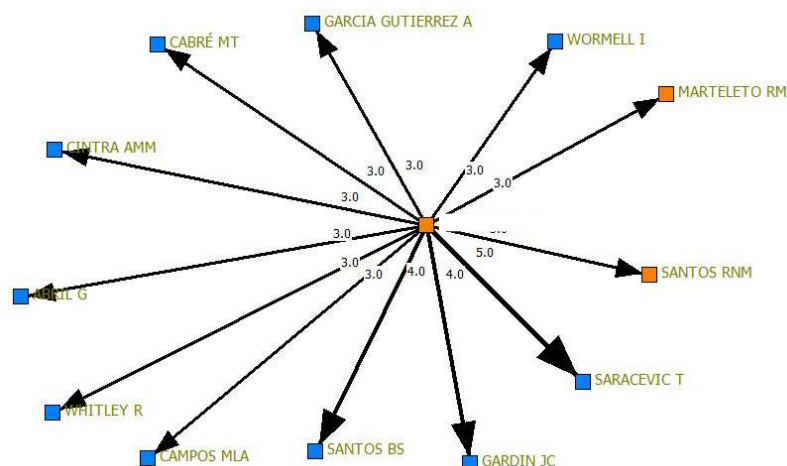 GARCIA GUTIERREZ A
CABRÉ MT
WORMELL I
MARTELETO RM
CINTRA AMM
3.0
3.0
3.0
3.0
3.0
3.0
5.0
3.0
3.0
4.0
4.0
SANTOS RNM
ABRIL G
SARACEVIC T
WHITLEY R
SANTOS BS
CAMPOS MLA
GARDIN JC